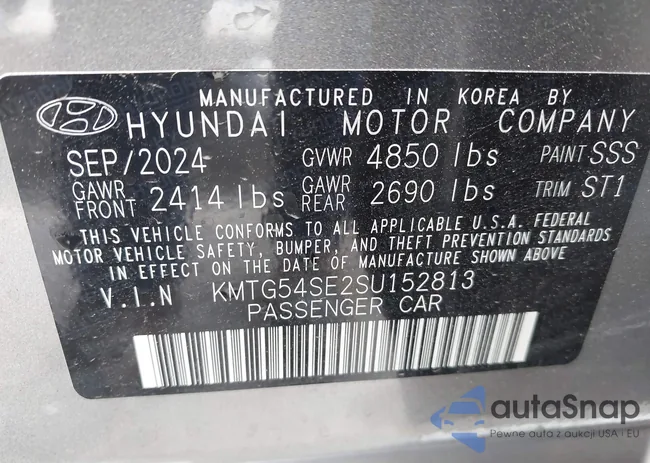 MANUFACTURED IN KOREA BY
HYUNDAI MOTOR COMPANY
SEP/2024 GVWR 4850 lbs PAINT SSS
GAWR FRONT 2414 lbs GAWR REAR 2690 lbs TRIM ST1
THIS VEHICLE CONFORMS TO ALL APPLICABLE U.S.A. FEDERAL
MOTOR VEHICLE SAFETY, BUMPER, AND THEFT PREVENTION STANDARDS
IN EFFECT ON THE DATE OF MANUFACTURE SHOWN ABOVE
V.I.N KMTG54SE2SU152813
PASSENGER CAR
autaSnap
Pewne auta z aukcji USA i EU